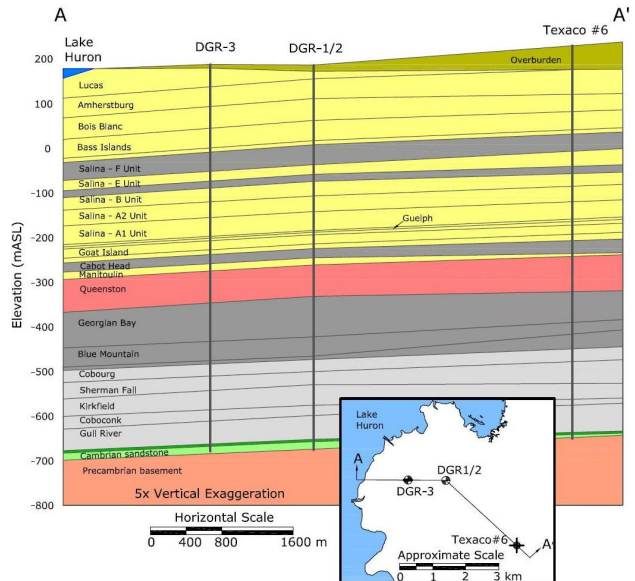 A
A'
Lake
Huron
DGR-3
DGR-1/2
Texaco #6
Overburden
Elevation (mASL)
200
100
0
-100
-200
-300
-400
-500
-600
-700
-800
Lucas
Amherstburg
Bois Blanc
Bass Islands
Salina - F Unit
Salina - E Unit
Salina - B Unit
Salina - A2 Unit
Salina - A1 Unit
Guelph
Goat Island
Cabot Head
Manitoulin
Queenston
Georgian Bay
Blue Mountain
Cobourg
Sherman Fall
Kirkfield
Coboconk
Gull River
Cambrian sandstone
Precambrian basement
5x Vertical Exaggeration
Horizontal Scale
400 0 400 800 1600 m
Lake
Huron
A
DGR-3
DGR1/2
Texaco#6
A'
Approximate Scale
0 1 2 3 km